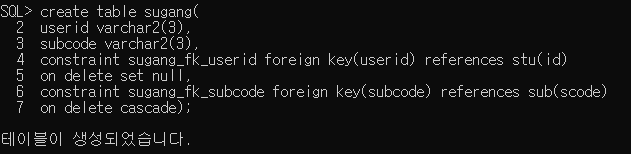 SQL> create table sugang(
  2  userid varchar2(3),
  3  subcode varchar2(3),
  4  constraint sugang_fk_userid foreign key(userid) references stu(id)
  5  on delete set null,
  6  constraint sugang_fk_subcode foreign key(subcode) references sub(scode)
  7  on delete cascade);
테이블이 생성되었습니다.